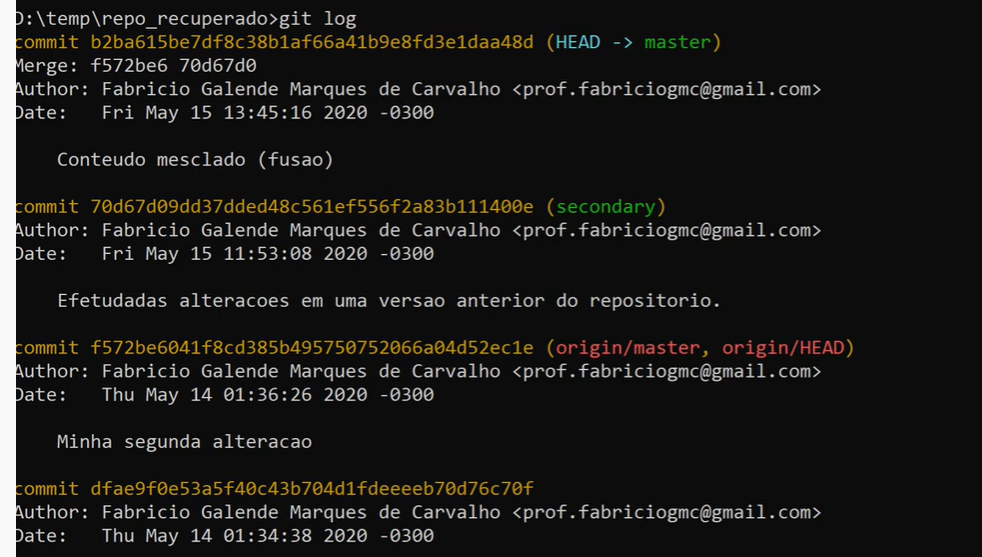 D:\temp\repo_recuperado>git log
commit b2ba615be7df8c38b1af66a41b9e8fd3e1daa48d (HEAD -> master)
Merge: f572be6 70d67d0
Author: Fabricio Galende Marques de Carvalho <prof.fabriciogmc@gmail.com>
Date:   Fri May 15 13:45:16 2020 -0300
Conteudo mesclado (fusao)
commit 70d67d09dd37dded48c561ef556f2a83b111400e (secondary)
Author: Fabricio Galende Marques de Carvalho <prof.fabriciogmc@gmail.com>
Date:   Fri May 15 11:53:08 2020 -0300
Efetudadas alteracoes em uma versao anterior do repositorio.
commit f572be6041f8cd385b495750752066a04d52ec1e (origin/master, origin/HEAD)
Author: Fabricio Galende Marques de Carvalho <prof.fabriciogmc@gmail.com>
Date:   Thu May 14 01:36:26 2020 -0300
Minha segunda alteracao
commit dfae9f0e53a5f40c43b704d1fdeeeeb70d76c70f
Author: Fabricio Galende Marques de Carvalho <prof.fabriciogmc@gmail.com>
Date:   Thu May 14 01:34:38 2020 -0300